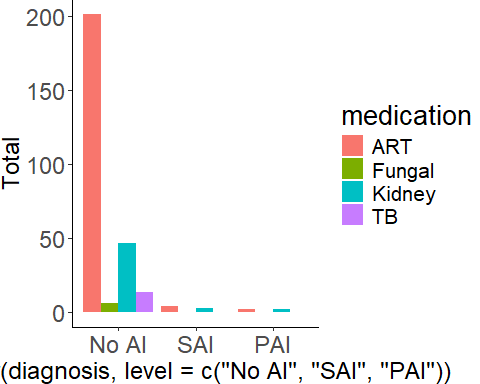 200
150
100
50
0
Total
No AI SAI PAI
(diagnosis, level = c("No AI", "SAI", "PAI"))
medication
ART
Fungal
Kidney
TB